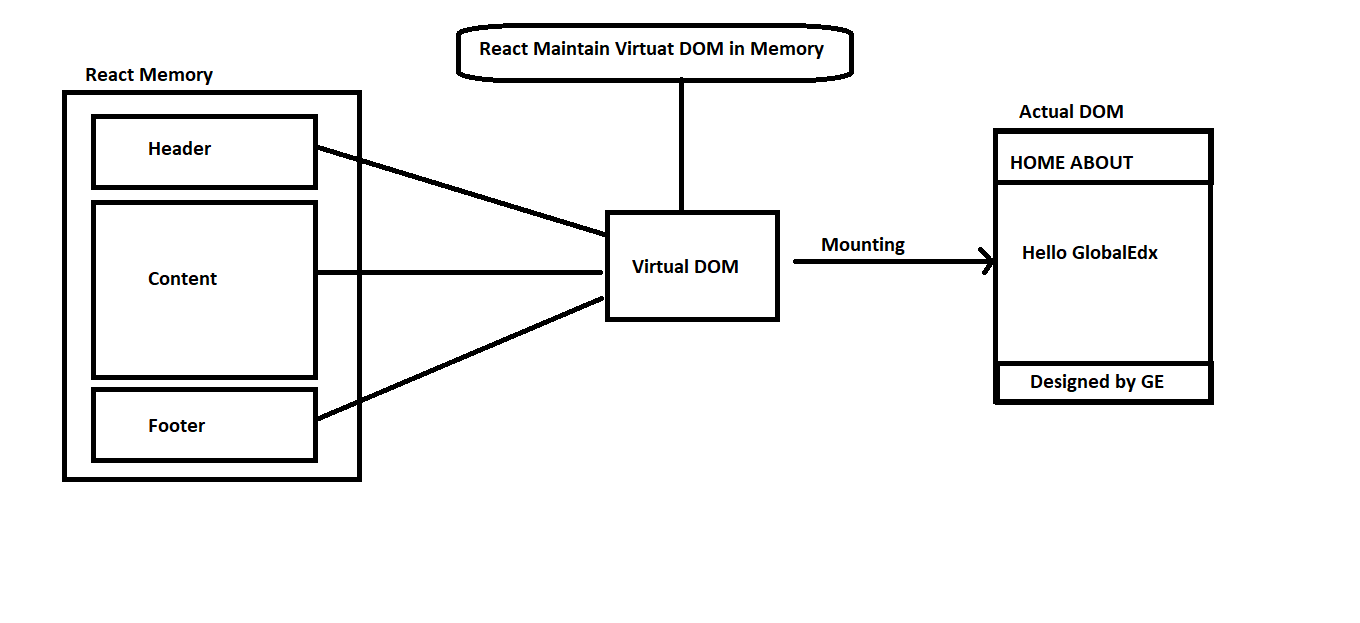 React Maintain Virtuat DOM in Memory
React Memory
Header
Content
Footer
Virtual DOM
Mounting
Actual DOM
HOME ABOUT
Hello GlobalEdx
Designed by GE